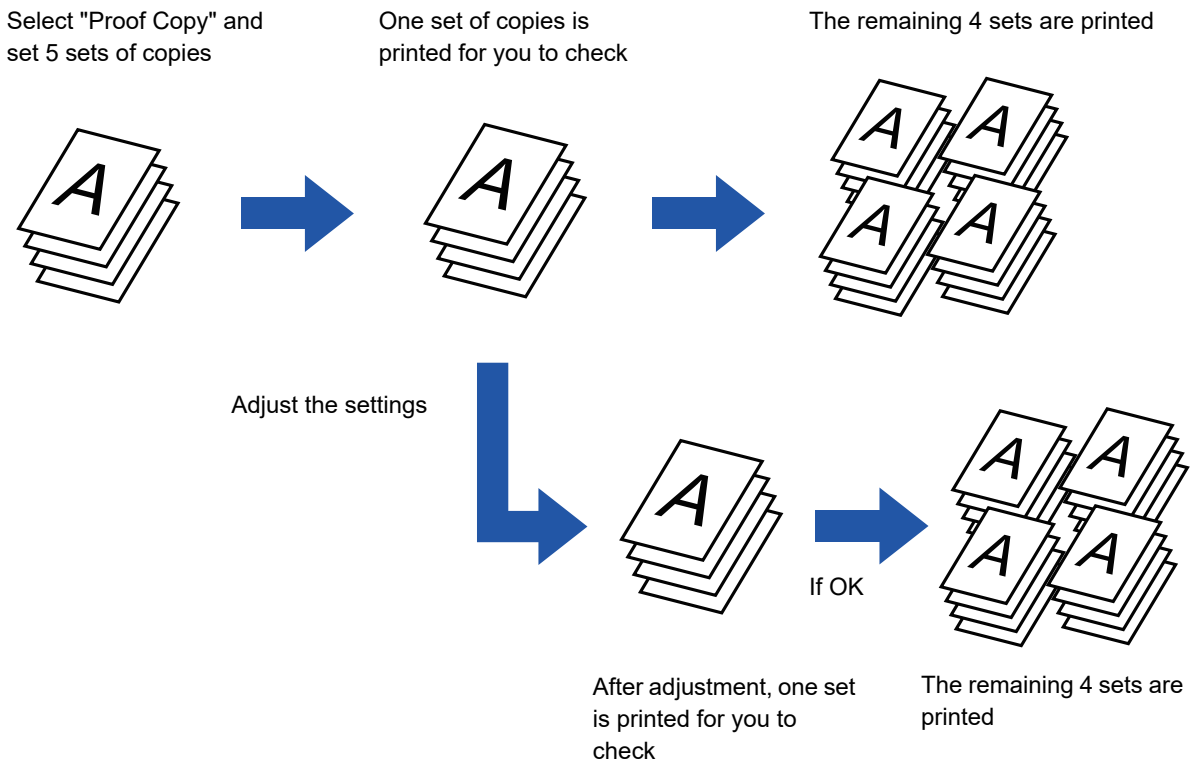 Select "Proof Copy" and
set 5 sets of copies
One set of copies is
printed for you to check
The remaining 4 sets are printed
A
A
A
A
A
A
Adjust the settings
A
A
A
A
A
If OK
After adjustment, one set
is printed for you to
check
The remaining 4 sets are
printed